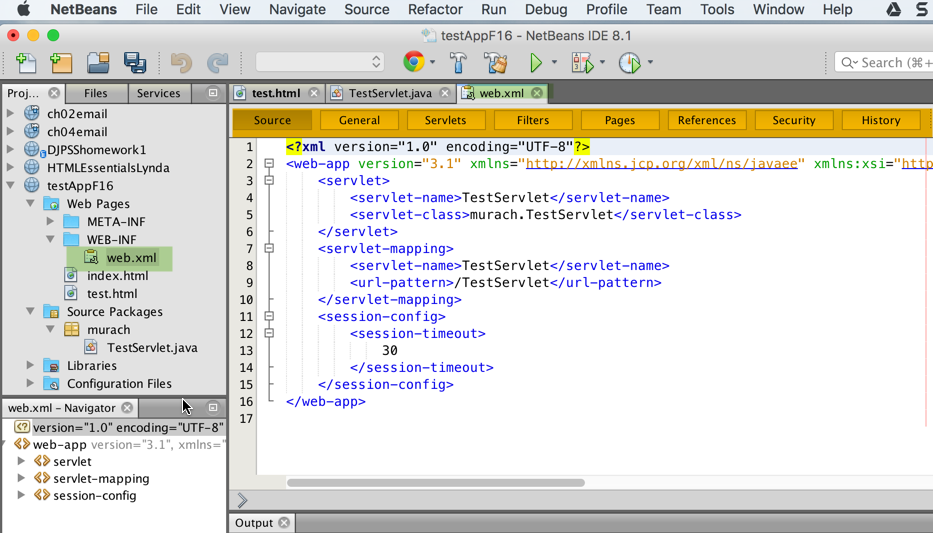 NetBeans File Edit View Navigate Source Refactor Run Debug Profile Team Tools Window Help
testAppF16 - NetBeans IDE 8.1
Search (⌘+
Proj... Files Services
test.html TestServlet.java web.xml
Source General Servlets Filters Pages References Security History
ch02email
ch04email
DJPSShomework1
HTMLEssentialsLynda
testAppF16
Web Pages
META-INF
WEB-INF
web.xml
index.html
test.html
Source Packages
murach
TestServlet.java
Libraries
Configuration Files
1 <?xml version="1.0" encoding="UTF-8"?>
2 <web-app version="3.1" xmlns="http://xmlns.jcp.org/xml/ns/javaee" xmlns:xsi="http
3 <servlet>
4 <servlet-name>TestServlet</servlet-name>
5 <servlet-class>murach.TestServlet</servlet-class>
6 </servlet>
7 <servlet-mapping>
8 <servlet-name>TestServlet</servlet-name>
9 <url-pattern>/TestServlet</url-pattern>
10 </servlet-mapping>
11 <session-config>
12 <session-timeout>
13 30
14 </session-timeout>
15 </session-config>
16 </web-app>
17
web.xml – Navigator
version="1.0" encoding="UTF-8"
web-app version="3.1", xmlns="
servlet
servlet-mapping
session-config
Output